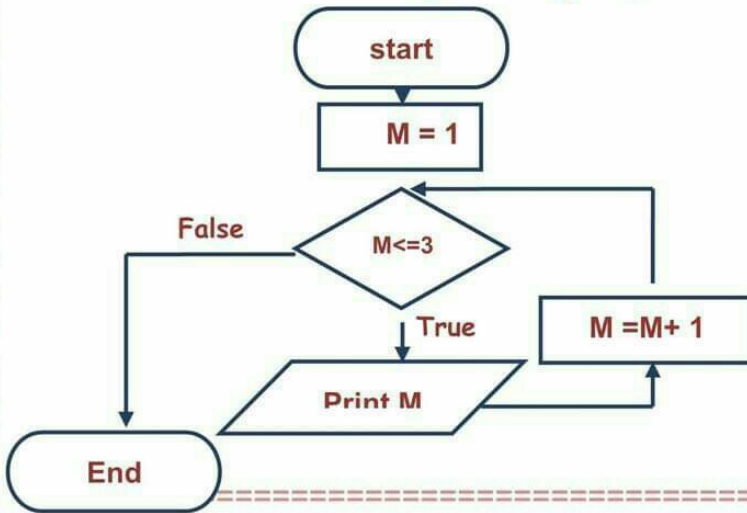 start
M = 1
M<=3
False
True
M =M+ 1
Print M
End
==============================